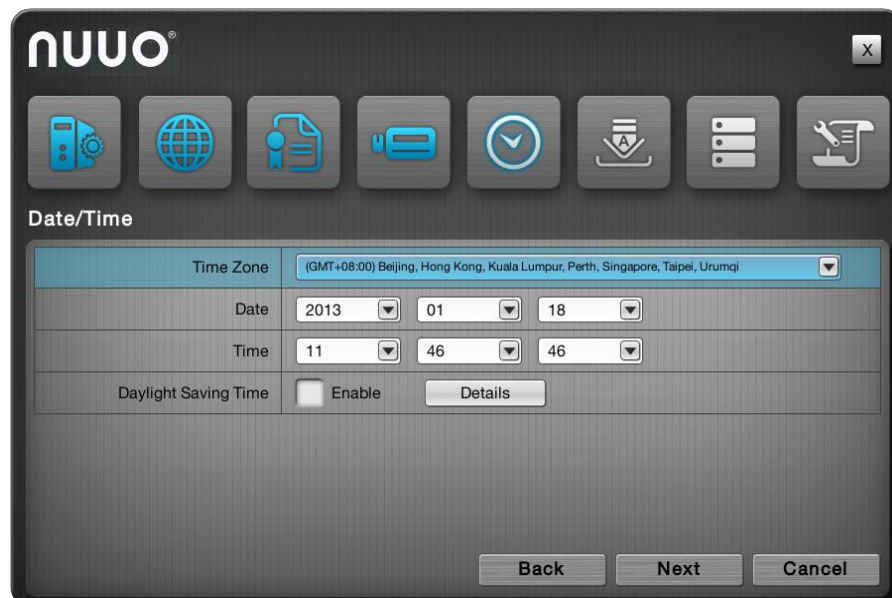 nuuo®
X
A
Date/Time
Time Zone (GMT+08:00) Beijing, Hong Kong, Kuala Lumpur, Perth, Singapore, Taipei, Urumqi
Date 2013 01 18
Time 11 46 46
Daylight Saving Time Enable Details
Back Next Cancel